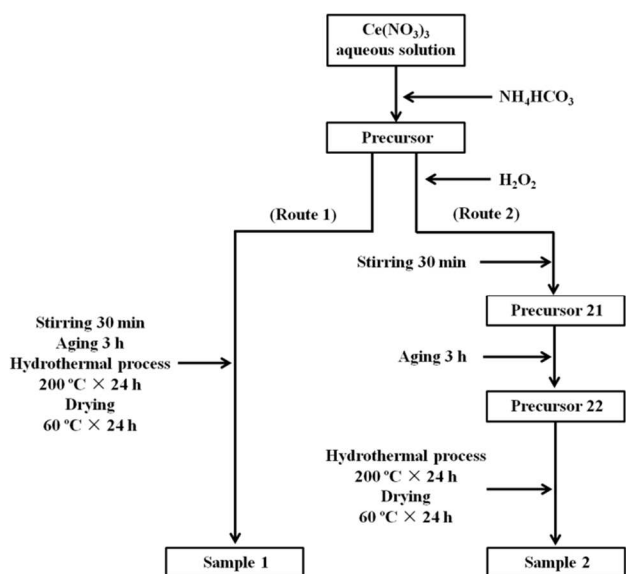 Ce(NO₃)₃
aqueous solution
NH₄HCO₃
Precursor
H₂O₂
(Route 1)
(Route 2)
Stirring 30 min
Precursor 21
Stirring 30 min
Aging 3 h
Hydrothermal process
200 ºC × 24 h
Drying
60 ºC × 24 h
Aging 3 h
Precursor 22
Hydrothermal process
200 ºC × 24 h
Drying
60 ºC × 24 h
Sample 1
Sample 2